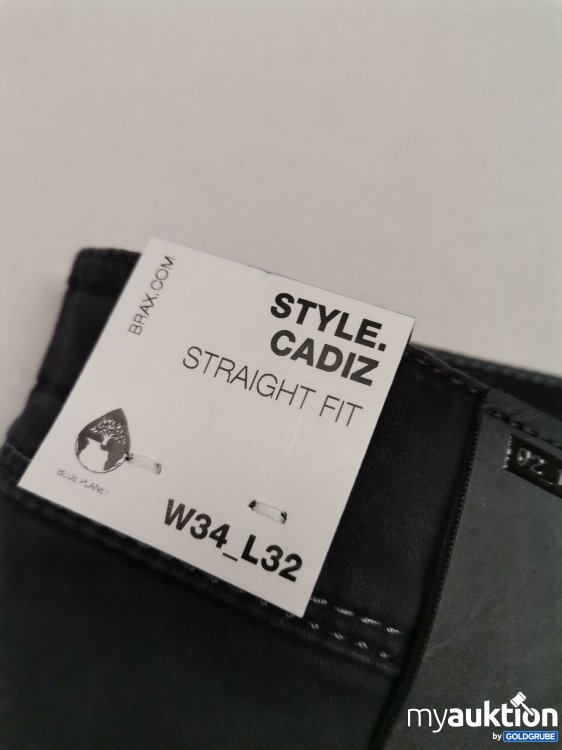 BRAX.COM
STYLE.
CADIZ
STRAIGHT FIT
BLUE PLANET
W34_L32
myauktion
by GOLDGRUBE